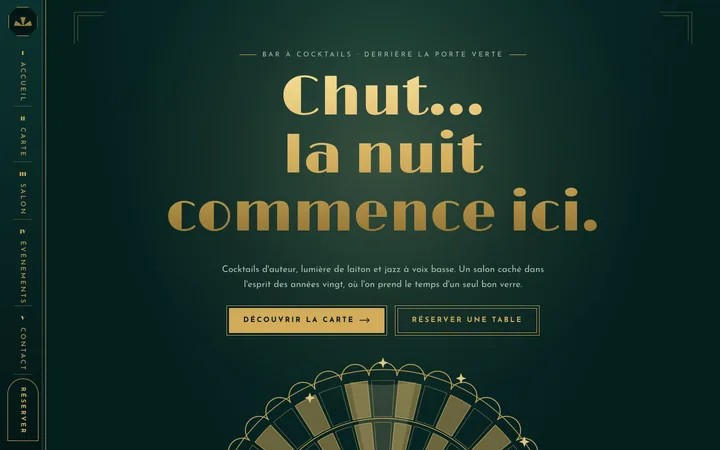 I
ACCUEIL
II
CARTE
III
SALON
ÉVÉNEMENTS
CONTACT
RÉSERVER
BAR À COCKTAILS · DERRIÈRE LA PORTE VERTE
Chut...
la nuit
commence ici.
Cocktails d'auteur, lumière de laiton et jazz à voix basse. Un salon caché dans
l'esprit des années vingt, où l'on prend le temps d'un seul bon verre.
DÉCOUVRIR LA CARTE →
RÉSERVER UNE TABLE